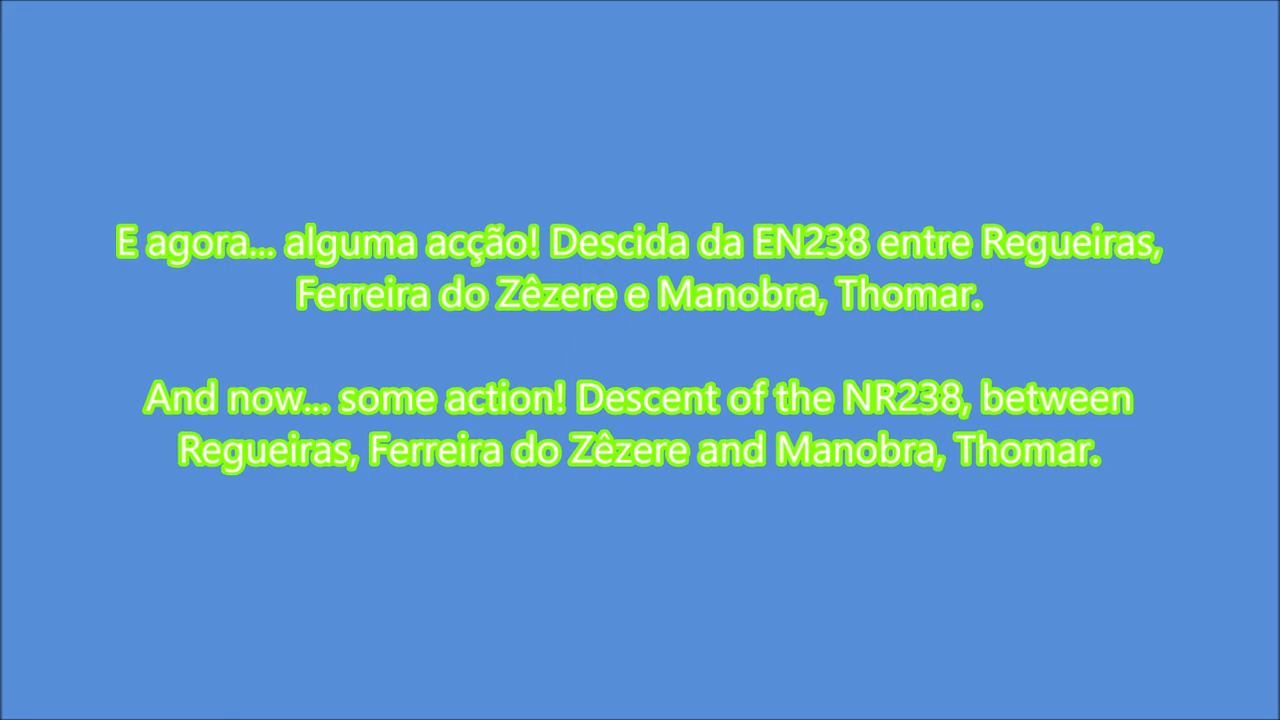 E agora... alguma acção! Descida da EN238 entre Regueiras,
Ferreira do Zêzere e Manobra, Thomar.
And now... some action! Descent of the NR238, between
Regueiras, Ferreira do Zêzere and Manobra, Thomar.